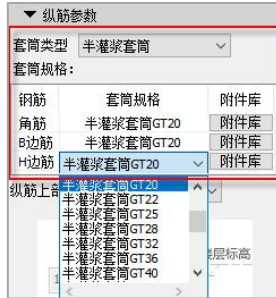 ▼ 纵筋参数
套筒类型 半灌浆套筒
套筒规格：
钢筋 套筒规格 附件库
角筋 半灌浆套筒GT20 附件库
B边筋 半灌浆套筒GT20 附件库
H边筋 半灌浆套筒GT20 附件库
纵筋上部
半灌浆套筒GT20
半灌浆套筒GT22
半灌浆套筒GT25
半灌浆套筒GT28
半灌浆套筒GT32
楼层标高
半灌浆套筒GT36
半灌浆套筒GT40